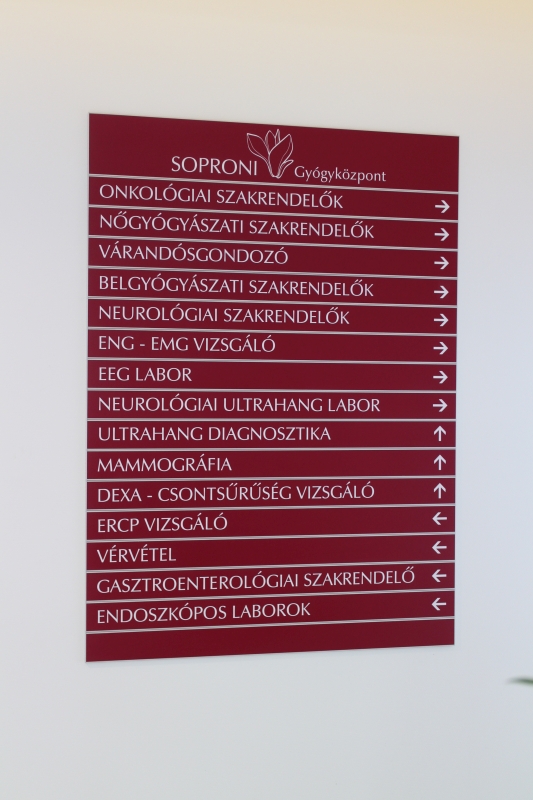 SOPRONI Gyógyközpont
ONKOLÓGIAI SZAKRENDELŐK →
NŐGYÓGYÁSZATI SZAKRENDELŐK →
VÁRANDÓSGONDOZÓ →
BELGYÓGYÁSZATI SZAKRENDELŐK →
NEUROLÓGIAI SZAKRENDELŐK →
ENG - EMG VIZSGÁLÓ →
EEG LABOR →
NEUROLÓGIAI ULTRAHANG LABOR →
ULTRAHANG DIAGNOSZTIKA ↑
MAMMOGRÁFIA ↑
DEXA - CSONTSŰRŰSÉG VIZSGÁLÓ ↑
ERCP VIZSGÁLÓ ←
VÉRVÉTEL ←
GASZTROENTEROLÓGIAI SZAKRENDELŐ ←
ENDOSZKÓPOS LABOROK ←